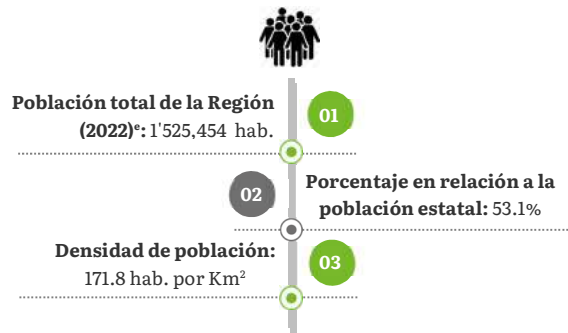 Población total de la Región
(2022)ᵉ: 1'525,454 hab.
01
02
Porcentaje en relación a la
población estatal: 53.1%
Densidad de población:
171.8 hab. por Km²
03